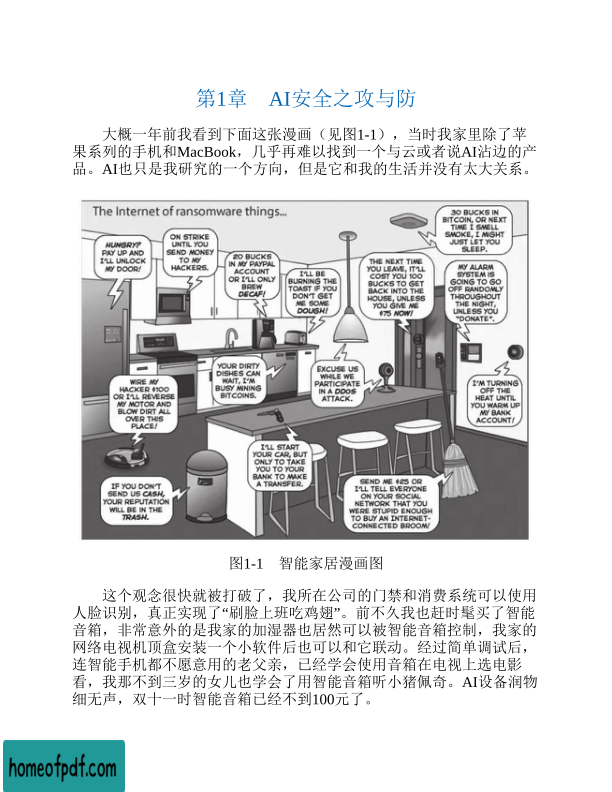 第1章 AI安全之攻与防
大概一年前我看到下面这张漫画（见图1-1），当时我家里除了苹
果系列的手机和MacBook，几乎再难以找到一个与云或者说AI沾边的产
品。AI也只是我研究的一个方向，但是它和我的生活并没有太大关系。
The Internet of ransomware things...
HUNGRY?
PAY UP AND
I'LL UNLOCK
MY DOOR!
ON STRIKE
UNTIL YOU
SEND MONEY
TO MY
HACKERS.
20 BUCKS
IN MY PAYPAL
ACCOUNT
OR I'LL ONLY
BREW
DECAF!
I'LL BE
BURNING THE
TOAST IF YOU
DON'T GET
ME SOME
DOUGH!
THE NEXT TIME
YOU LEAVE, IT'LL
COST YOU 100
BUCKS TO GET
BACK INTO THE
HOUSE, UNLESS
YOU GIVE ME
$75 NOW!
30 BUCKS IN
BITCOIN, OR NEXT
TIME I SMELL
SMOKE, I MIGHT
JUST LET YOU
SLEEP.
MY ALARM
SYSTEM IS
GOING TO GO
OFF RANDOMLY
THROUGHOUT
THE NIGHT,
UNLESS YOU
"DONATE".
WIRE MY
HACKER $100
OR I'LL REVERSE
MY MOTOR AND
BLOW DIRT ALL
OVER THIS
PLACE!
YOUR DIRTY
DISHES CAN
WAIT, I'M
BUSY MINING
BITCOINS.
EXCUSE US
WHILE WE
PARTICIPATE
IN A DDOS
ATTACK.
I'M TURNING
OFF THE
HEAT UNTIL
YOU WARM UP
MY BANK
ACCOUNT!
IF YOU DON'T
SEND US CASH,
YOUR REPUTATION
WILL BE IN THE
TRASH.
I'LL START
YOUR CAR, BUT
ONLY TO TAKE
YOU TO YOUR
BANK TO MAKE
A TRANSFER.
SEND ME $25 OR
I'LL TELL EVERYONE
ON YOUR SOCIAL
NETWORK THAT YOU
WERE STUPID ENOUGH
TO BUY AN INTERNET-
CONNECTED BROOM!
图1-1 智能家居漫画图
这个观念很快就被打破了，我所在公司的门禁和消费系统可以使用
人脸识别，真正实现了“刷脸上班吃鸡翅”。前不久我也赶时髦买了智能
音箱，非常意外的是我家的加湿器也居然可以被智能音箱控制，我家的
网络电视机顶盒安装一个小软件后也可以和它联动。经过简单调试后，
连智能手机都不愿意用的老父亲，已经学会使用音箱在电视上选电影
看，我那不到三岁的女儿也学会了用智能音箱听小猪佩奇。AI设备润物
细无声，双十一时智能音箱已经不到100元了。
homeofpdf.com